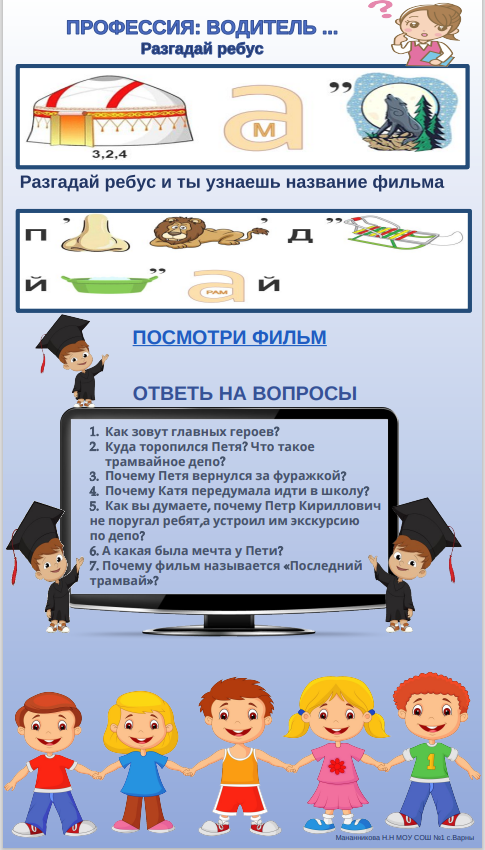 ПРОФЕССИЯ: ВОДИТЕЛЬ ...
Разгадай ребус
а
м
,,
3,2,4
Разгадай ребус и ты узнаешь название фильма
п ’ ’ д ”
й ” а й
РАМ
ПОСМОТРИ ФИЛЬМ
ОТВЕТЬ НА ВОПРОСЫ
1. Как зовут главных героев?
2. Куда торопился Петя? Что такое
трамвайное депо?
3. Почему Петя вернулся за фуражкой?
4. Почему Катя передумала идти в школу?
5. Как вы думаете, почему Петр Кириллович
не поругал ребят,а устроил им экскурсию
по депо?
6. А какая была мечта у Пети?
7. Почему фильм называется «Последний
трамвай»?
1
Мананникова Н.Н МОУ СОШ №1 с.Варны